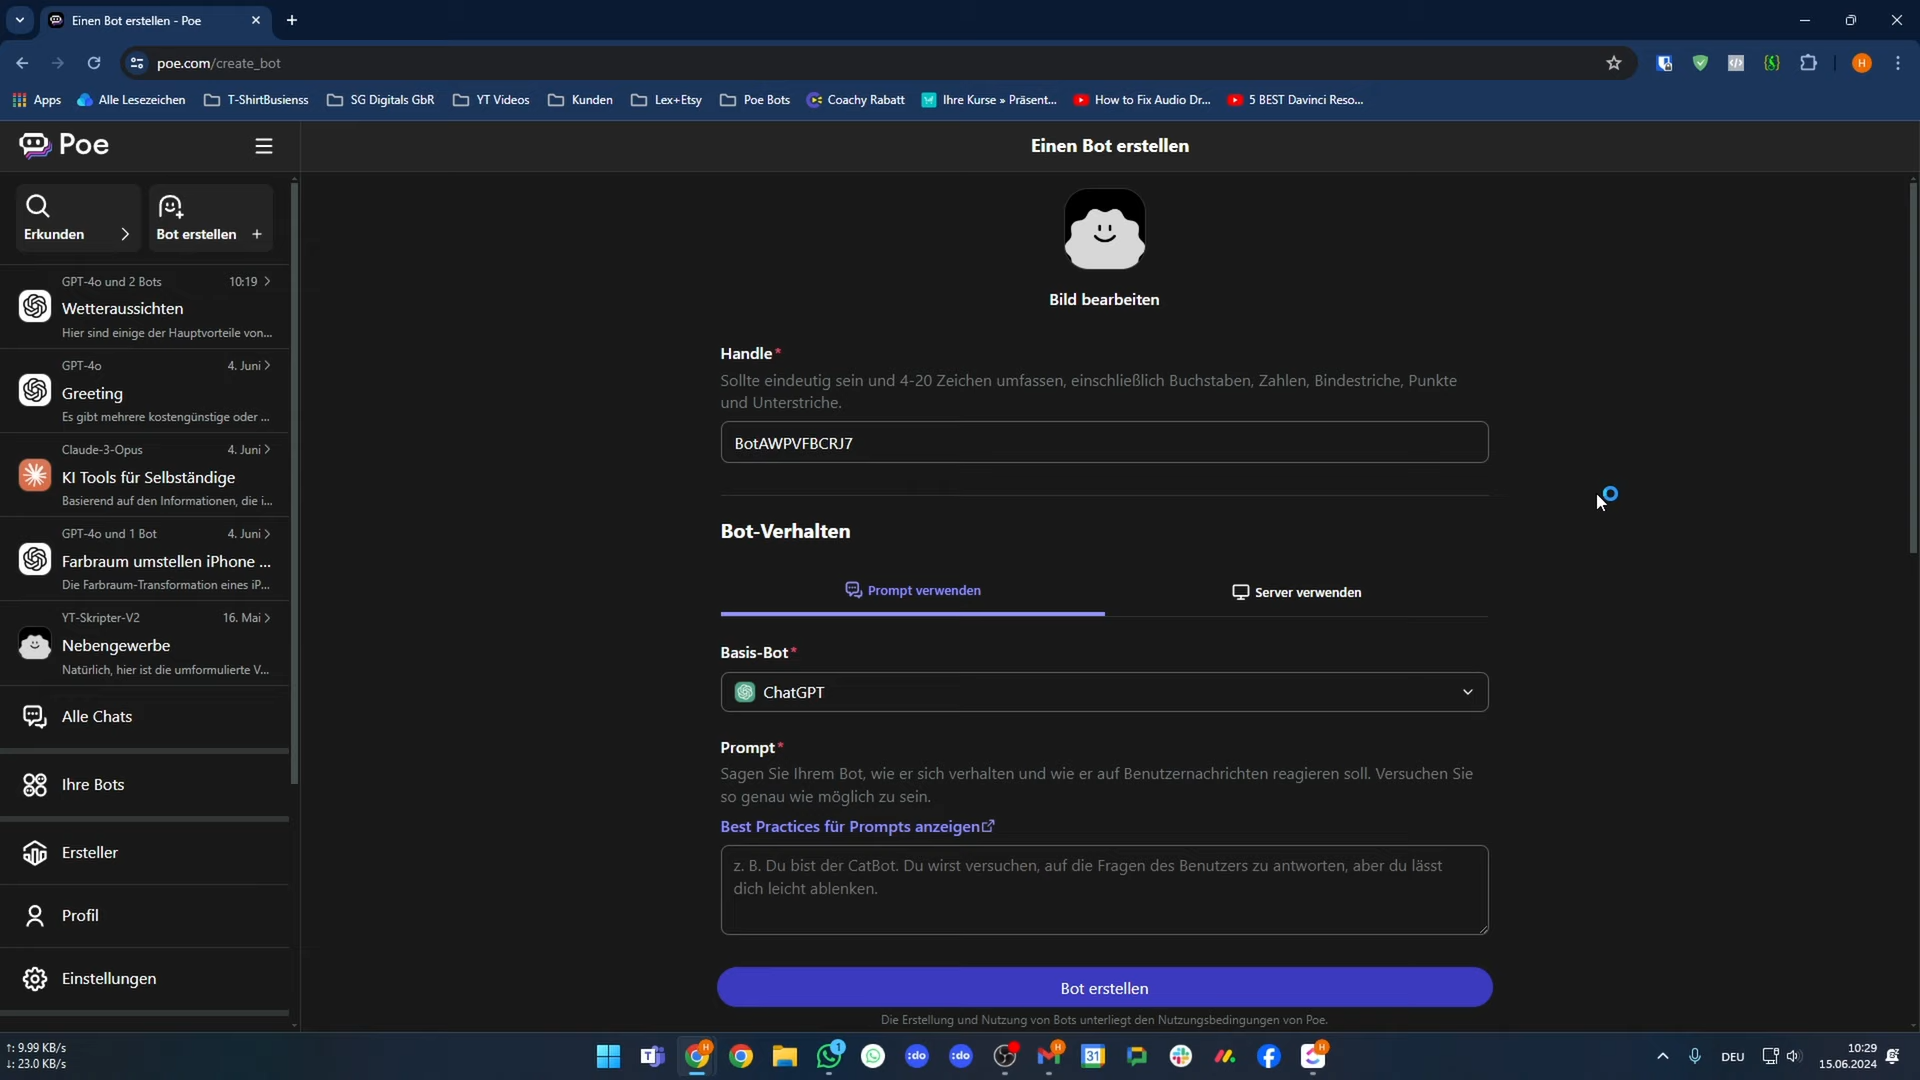 Einen Bot erstellen - Poe
poe.com/create_bot
Apps
Alle Lesezeichen
T-ShirtBusienss
SG Digitals GbR
YT Videos
Kunden
Lex+Etsy
Poe Bots
Coachy Rabatt
Ihre Kurse » Präsent...
How to Fix Audio Dr...
5 BEST Davinci Reso...
Poe
Einen Bot erstellen
Erkunden
Bot erstellen +
GPT-4o und 2 Bots 10:19
Wetteraussichten
Hier sind einige der Hauptvorteile von...
GPT-4o 4. Juni
Greeting
Es gibt mehrere kostengünstige oder ...
Claude-3-Opus 4. Juni
KI Tools für Selbständige
Basierend auf den Informationen, die i...
GPT-4o und 1 Bot 4. Juni
Farbraum umstellen iPhone ...
Die Farbraum-Transformation eines iP...
YT-Skripter-V2 16. Mai
Nebengewerbe
Natürlich, hier ist die umformulierte V...
Alle Chats
Ihre Bots
Ersteller
Profil
Einstellungen
Bild bearbeiten
Handle*
Sollte eindeutig sein und 4-20 Zeichen umfassen, einschließlich Buchstaben, Zahlen, Bindestriche, Punkte
und Unterstriche.
BotAWPVFBCRJ7
Bot-Verhalten
Prompt verwenden
Server verwenden
Basis-Bot*
ChatGPT
Prompt*
Sagen Sie Ihrem Bot, wie er sich verhalten und wie er auf Benutzernachrichten reagieren soll. Versuchen Sie
so genau wie möglich zu sein.
Best Practices für Prompts anzeigen
z. B. Du bist der CatBot. Du wirst versuchen, auf die Fragen des Benutzers zu antworten, aber du lässt
dich leicht ablenken.
Bot erstellen
Die Erstellung und Nutzung von Bots unterliegt den Nutzungsbedingungen von Poe.
↑: 9.99 KB/s
↓: 23.0 KB/s
:do
:do
31
DEU
10:29
15.06.2024